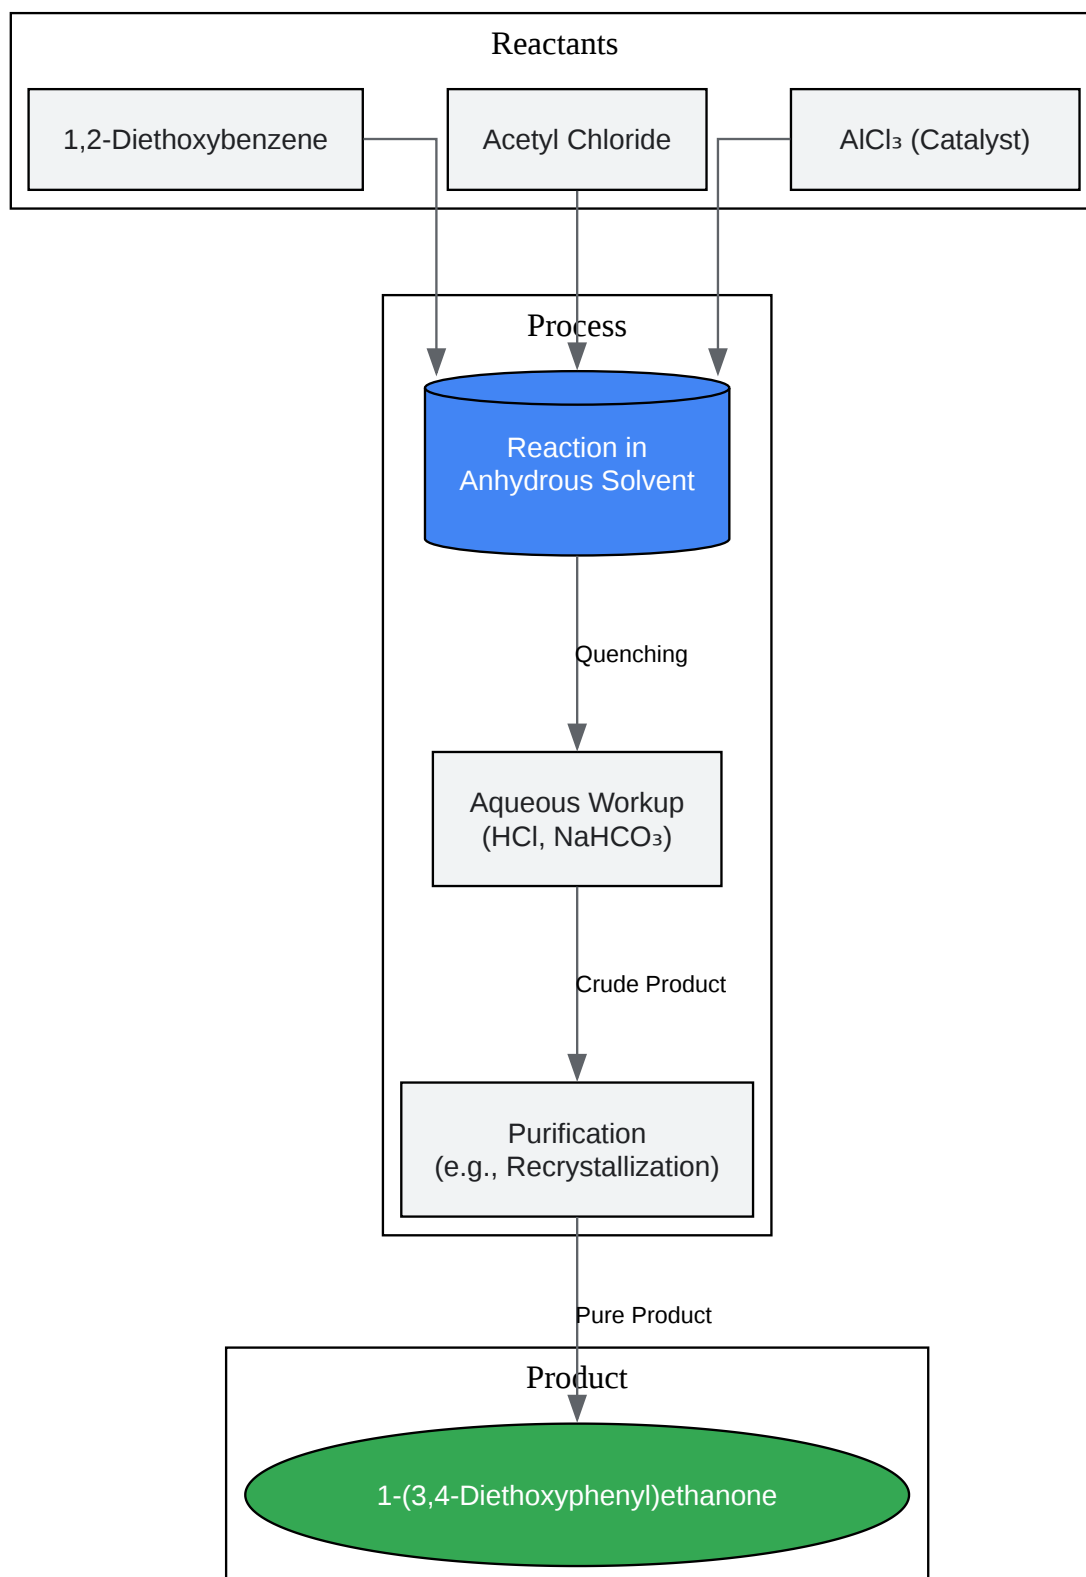 Reactants
1,2-Diethoxybenzene
Acetyl Chloride
AlCl₃ (Catalyst)
Process
Reaction in
Anhydrous Solvent
Quenching
Aqueous Workup
(HCl, NaHCO₃)
Crude Product
Purification
(e.g., Recrystallization)
Pure Product
Product
1-(3,4-Diethoxyphenyl)ethanone